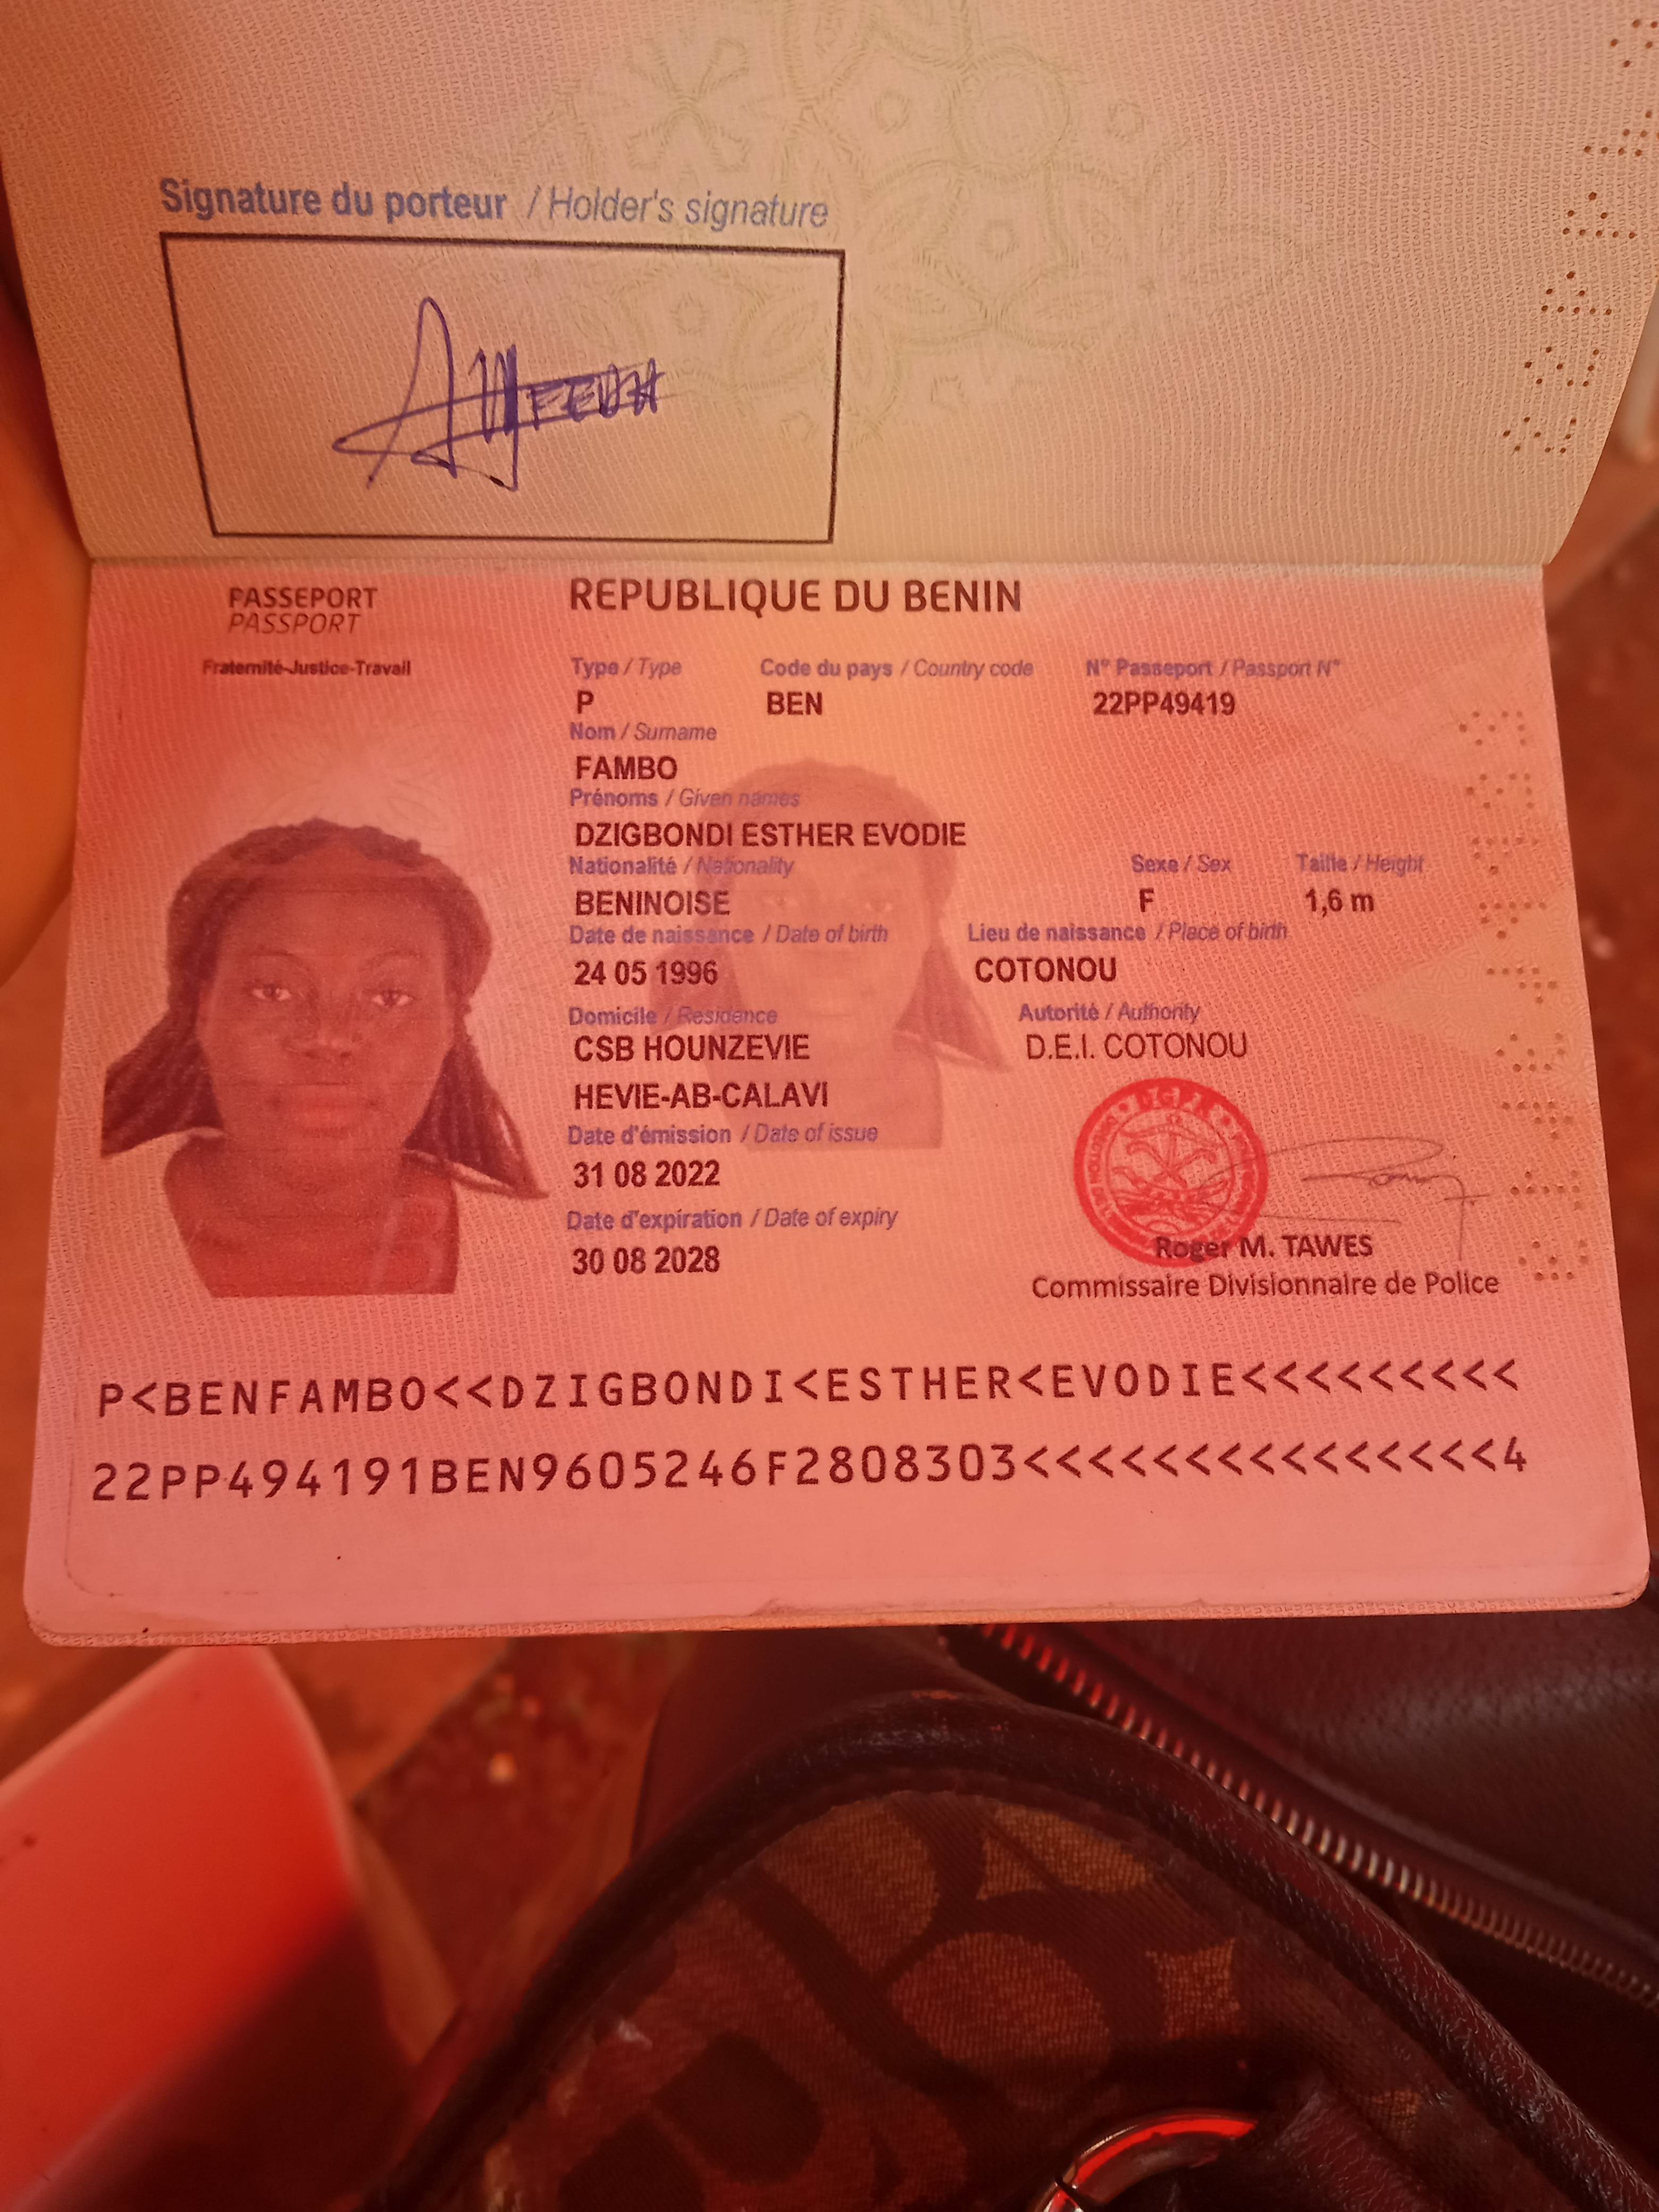 Signature du porteur / Holder's signature
PASSEPORT
PASSPORT
REPUBLIQUE DU BENIN
Fraternité-Justice-Travail
Type / Type Code du pays / Country code N° Passeport / Passport N°
P BEN 22PP49419
Nom / Surname
FAMBO
Prénoms / Given names
DZIGBONDI ESTHER EVODIE
Nationalité / Nationality Sexe / Sex Taille / Height
BENINOISE F 1,6 m
Date de naissance / Date of birth Lieu de naissance / Place of birth
24 05 1996 COTONOU
Domicile / Residence Autorité / Authority
CSB HOUNZEVIE D.E.I. COTONOU
HEVIE-AB-CALAVI
Date d'émission / Date of issue
31 08 2022
Date d'expiration / Date of expiry
30 08 2028
Roger M. TAWES
Commissaire Divisionnaire de Police
P<BENFAMBO<<DZIGBONDI<ESTHER<EVODIE<<<<<<<<<
22PP494191BEN9605246F2808303<<<<<<<<<<<<<<<4